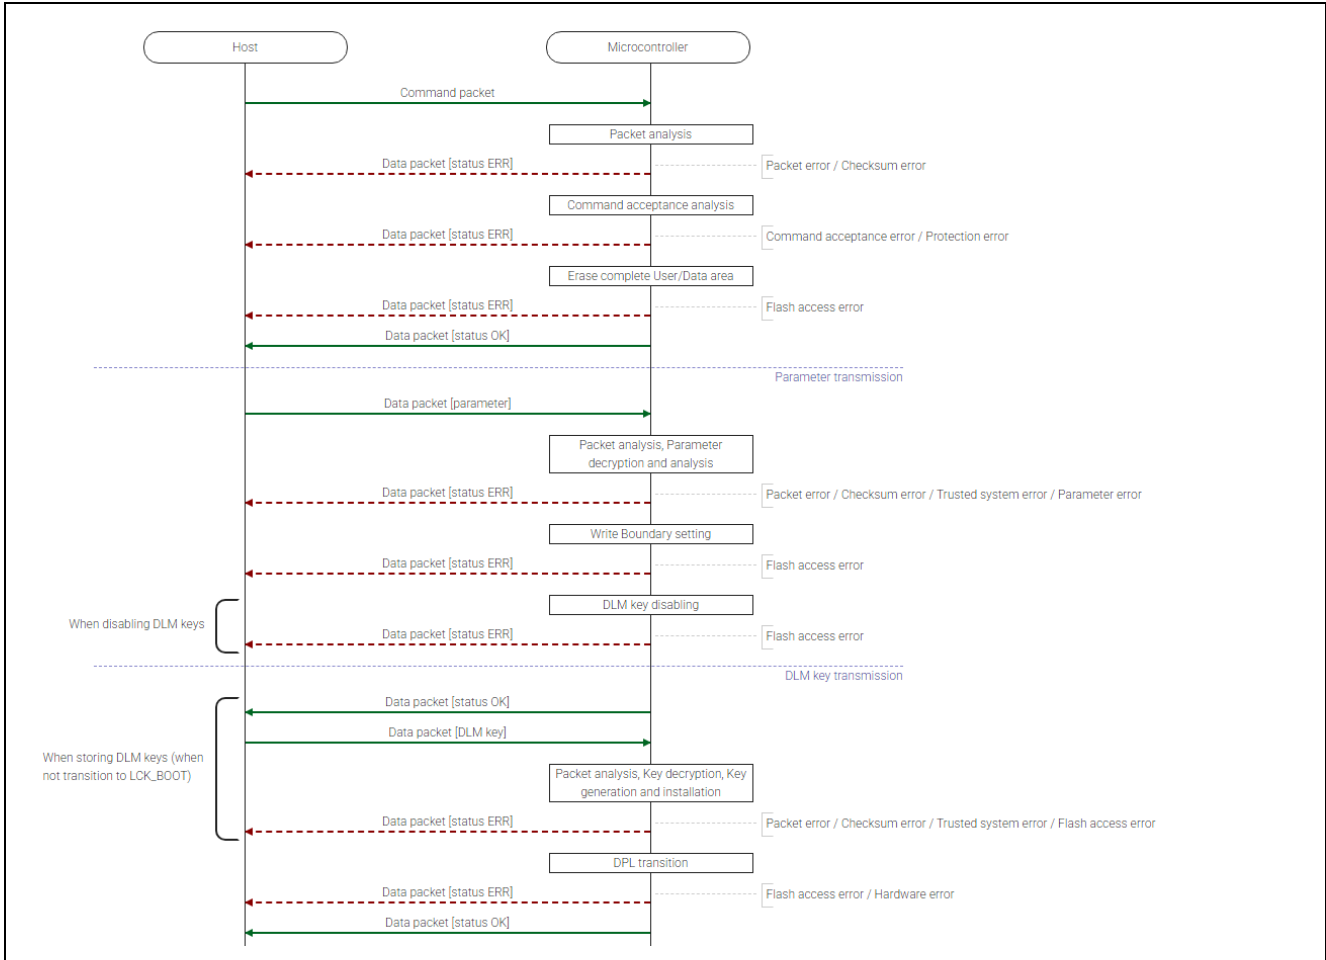 Host
Microcontroller
Command packet
Packet analysis
Data packet [status ERR]
Packet error / Checksum error
Command acceptance analysis
Data packet [status ERR]
Command acceptance error / Protection error
Erase complete User/Data area
Data packet [status ERR]
Flash access error
Data packet [status OK]
Parameter transmission
Data packet [parameter]
Packet analysis, Parameter
decryption and analysis
Data packet [status ERR]
Packet error / Checksum error / Trusted system error / Parameter error
Write Boundary setting
Data packet [status ERR]
Flash access error
When disabling DLM keys
DLM key disabling
Data packet [status ERR]
Flash access error
DLM key transmission
Data packet [status OK]
Data packet [DLM key]
When storing DLM keys (when
not transition to LCK_BOOT)
Packet analysis, Key decryption, Key
generation and installation
Data packet [status ERR]
Packet error / Checksum error / Trusted system error / Flash access error
DPL transition
Data packet [status ERR]
Flash access error / Hardware error
Data packet [status OK]